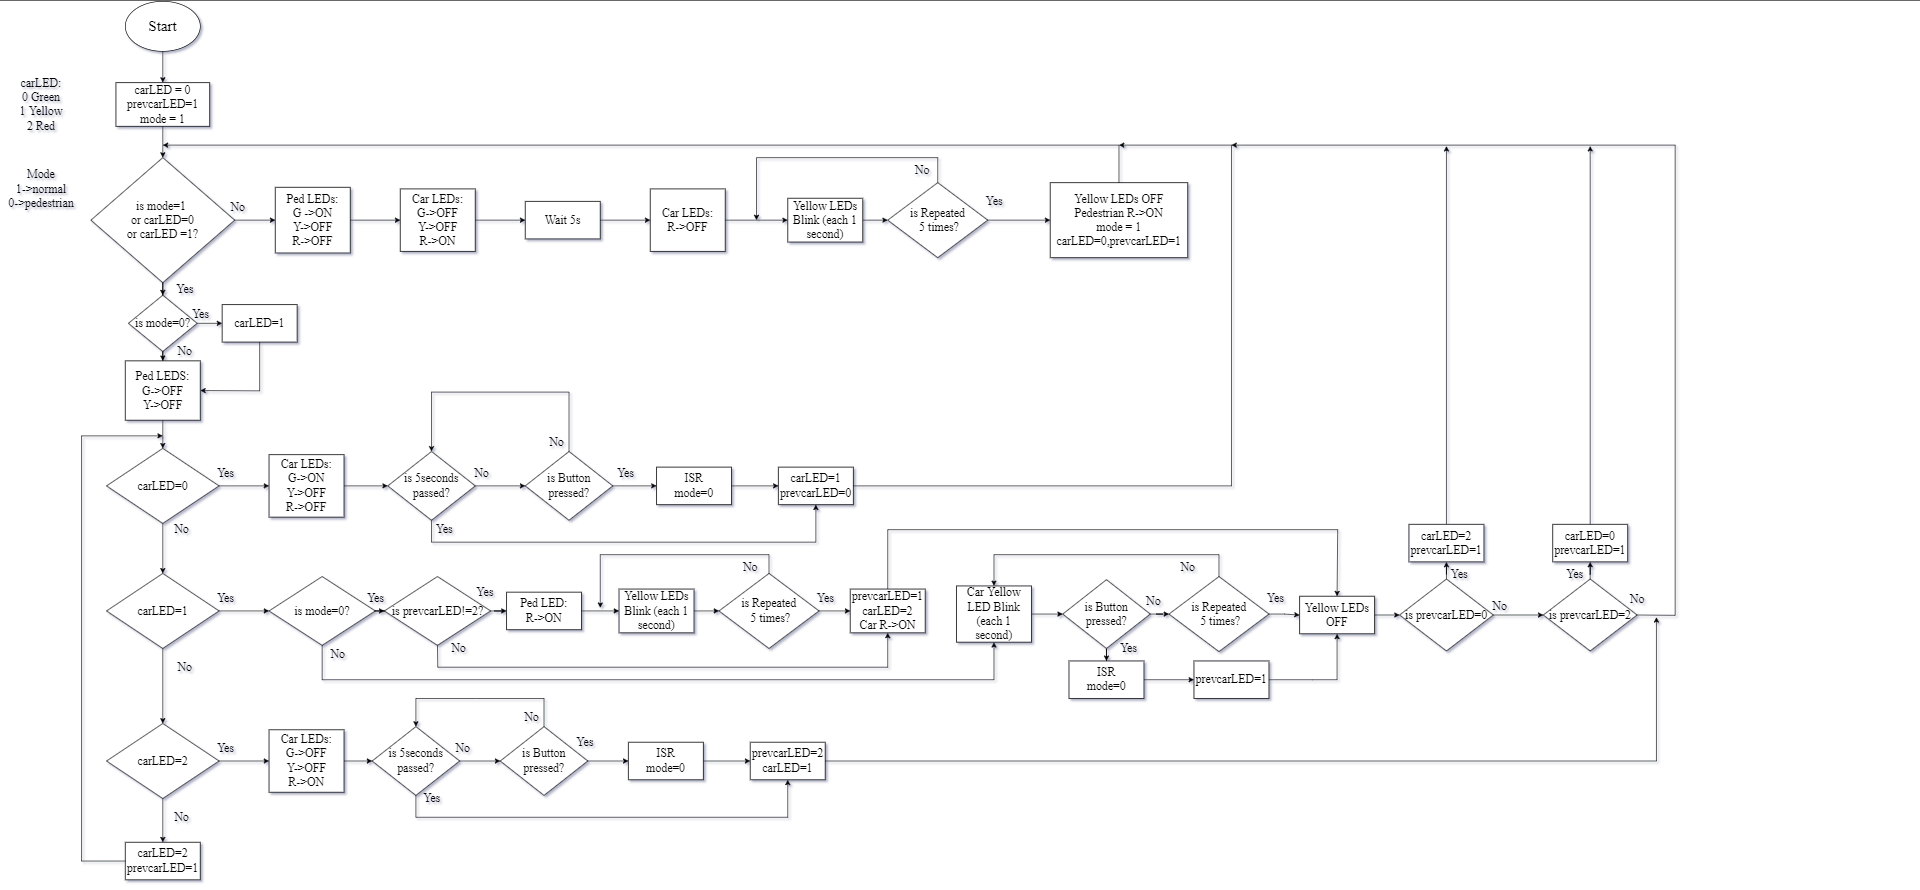 Start
carLED:
0 Green
1 Yellow
2 Red
carLED = 0
prevcarLED=1
mode = 1
Mode
1->normal
0->pedestrian
is mode=1
or carLED=0
or carLED =1?
No
Ped LEDs:
G ->ON
Y->OFF
R->OFF
Car LEDs:
G->OFF
Y->OFF
R->ON
Wait 5s
Car LEDs:
R->OFF
Yellow LEDs
Blink (each 1
second)
No
is Repeated
5 times?
Yes
Yellow LEDs OFF
Pedestrian R->ON
mode = 1
carLED=0,prevcarLED=1
Yes
is mode=0?
Yes
carLED=1
No
Ped LEDS:
G->OFF
Y->OFF
carLED=0
Yes
Car LEDs:
G->ON
Y->OFF
R->OFF
is 5seconds
passed?
No
Yes
No
is Button
pressed?
Yes
ISR
mode=0
carLED=1
prevcarLED=0
No
carLED=1
Yes
is mode=0?
Yes
No
is prevcarLED!=2?
Yes
No
Ped LED:
R->ON
Yellow LEDs
Blink (each 1
second)
No
is Repeated
5 times?
Yes
prevcarLED=1
carLED=2
Car R->ON
Car Yellow
LED Blink
(each 1
second)
is Button
pressed?
No
Yes
ISR
mode=0
prevcarLED=1
No
is Repeated
5 times?
Yes
Yellow LEDs
OFF
is prevcarLED=0
Yes
carLED=2
prevcarLED=1
No
is prevcarLED=2
Yes
carLED=0
prevcarLED=1
No
No
carLED=2
Yes
Car LEDs:
G->OFF
Y->OFF
R->ON
is 5seconds
passed?
No
Yes
No
is Button
pressed?
Yes
ISR
mode=0
prevcarLED=2
carLED=1
No
carLED=2
prevcarLED=1